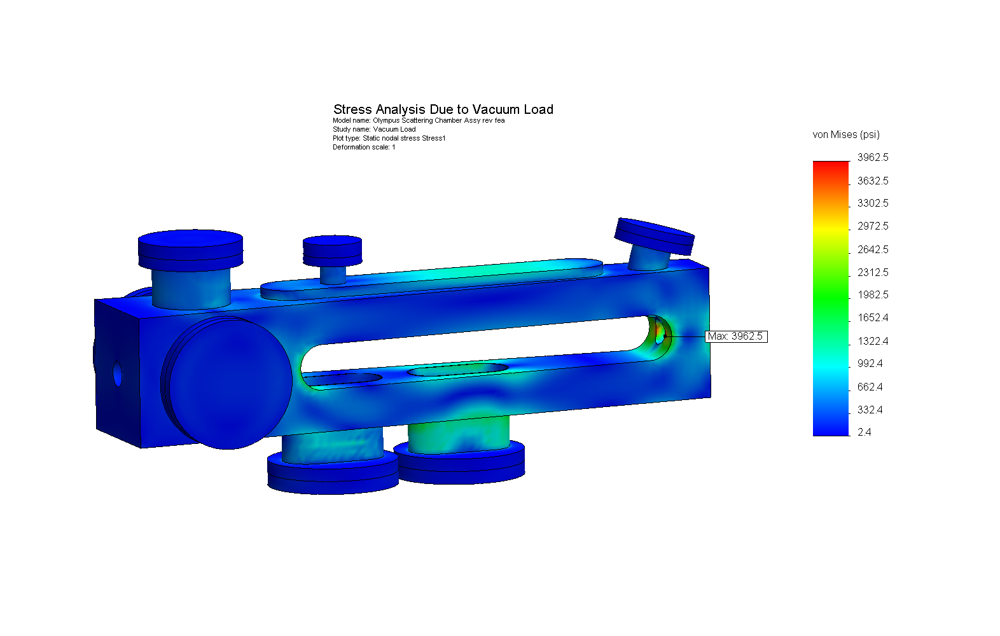 Stress Analysis Due to Vacuum Load
Model name: Olympus Scattering Chamber Assy rev fea
Study name: Vacuum Load
Plot type: Static nodal stress Stress1
Deformation scale: 1
von Mises (psi)
3962.5
3632.5
3302.5
2972.5
2642.5
2312.5
1982.5
1652.4
1322.4
992.4
662.4
332.4
2.4
Max: 3962.5